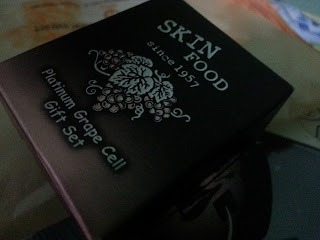 SKIN
FOOD
since 1957
Platinum Grape Cell
Gift Set